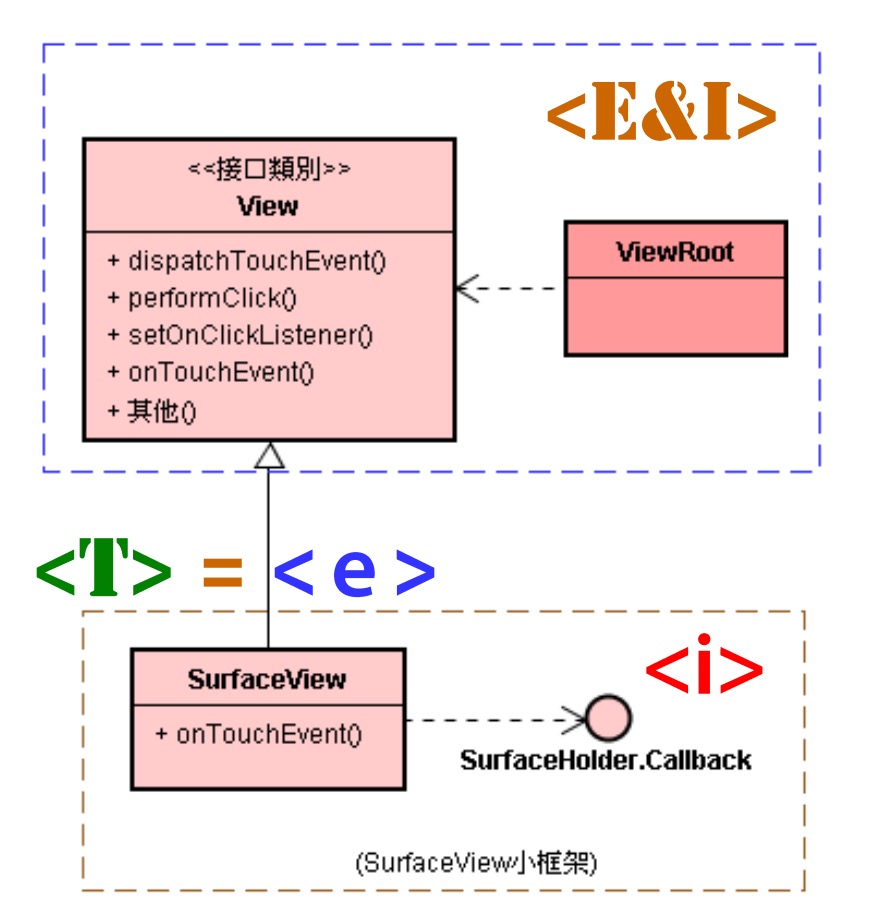 <E&I>
<<接口類別>>
View
+ dispatchTouchEvent()
+ performClick()
+ setOnClickListener()
+ onTouchEvent()
+ 其他()
ViewRoot
<T> = < e >
SurfaceView
+ onTouchEvent()
<i>
SurfaceHolder.Callback
(SurfaceView小框架)